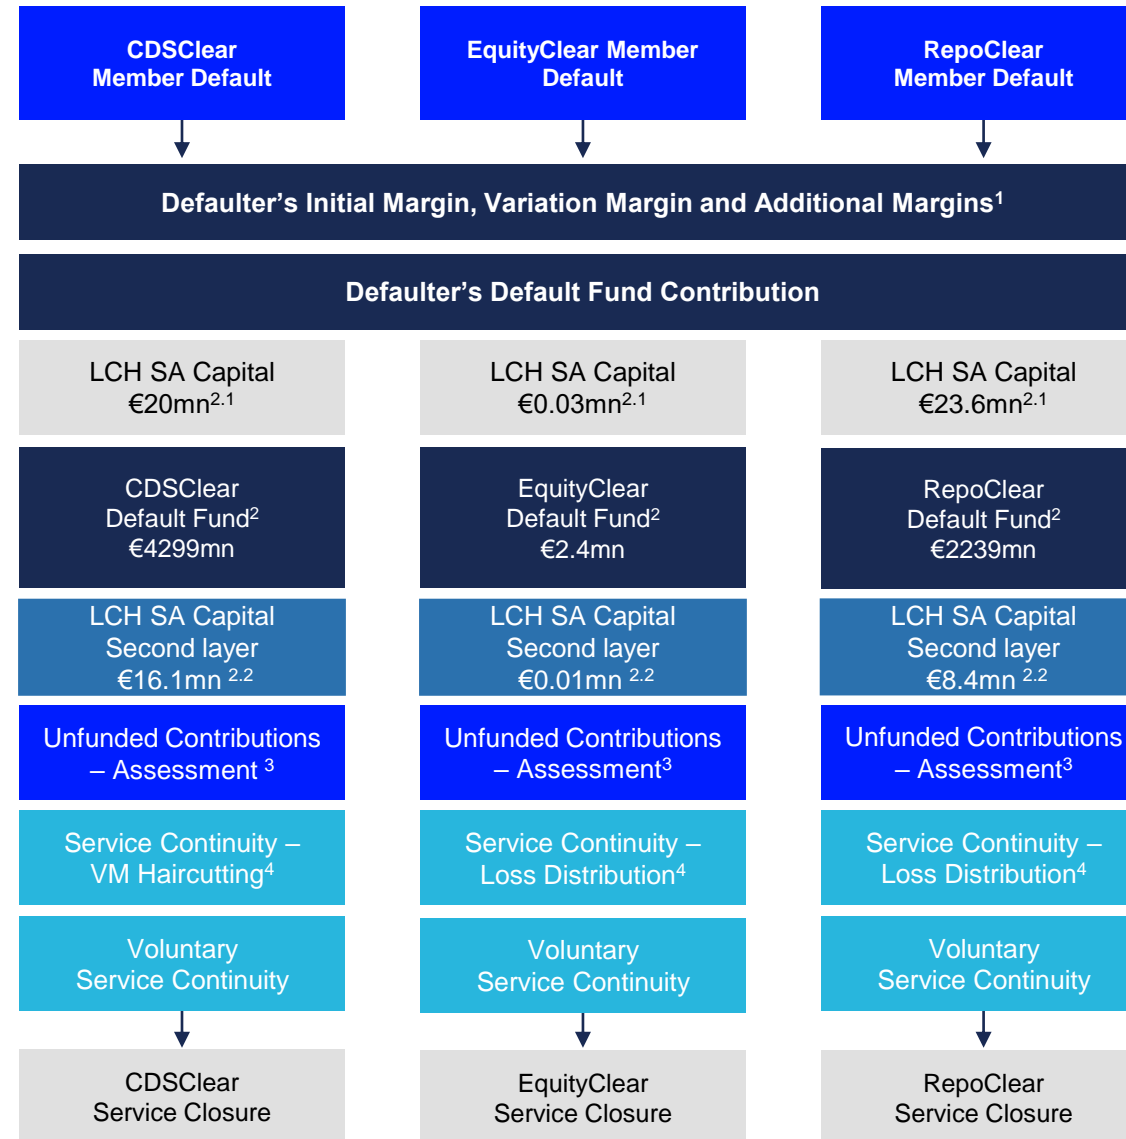 CDSClear
Member Default
EquityClear Member
Default
RepoClear
Member Default
Defaulter’s Initial Margin, Variation Margin and Additional Margins1
Defaulter’s Default Fund Contribution
LCH SA Capital
€20mn2.1
LCH SA Capital
€0.03mn2.1
LCH SA Capital
€23.6mn2.1
CDSClear
Default Fund2
€4299mn
EquityClear
Default Fund2
€2.4mn
RepoClear
Default Fund2
€2239mn
LCH SA Capital
Second layer
€16.1mn 2.2
LCH SA Capital
Second layer
€0.01mn 2.2
LCH SA Capital
Second layer
€8.4mn 2.2
Unfunded Contributions
– Assessment 3
Unfunded Contributions
– Assessment3
Unfunded Contributions
– Assessment3
Service Continuity –
VM Haircutting4
Service Continuity –
Loss Distribution4
Service Continuity –
Loss Distribution4
Voluntary
Service Continuity
Voluntary
Service Continuity
Voluntary
Service Continuity
CDSClear
Service Closure
EquityClear
Service Closure
RepoClear
Service Closure